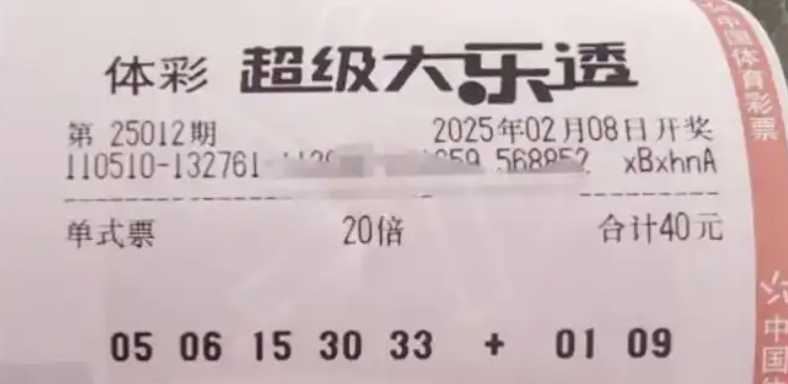 体彩 超级大乐透
第 25012期 2025年02月08日开奖
110510-132761 568852 xBxhnA
单式票 20倍 合计40元
05 06 15 30 33 + 01 09
中国体育彩票
中国